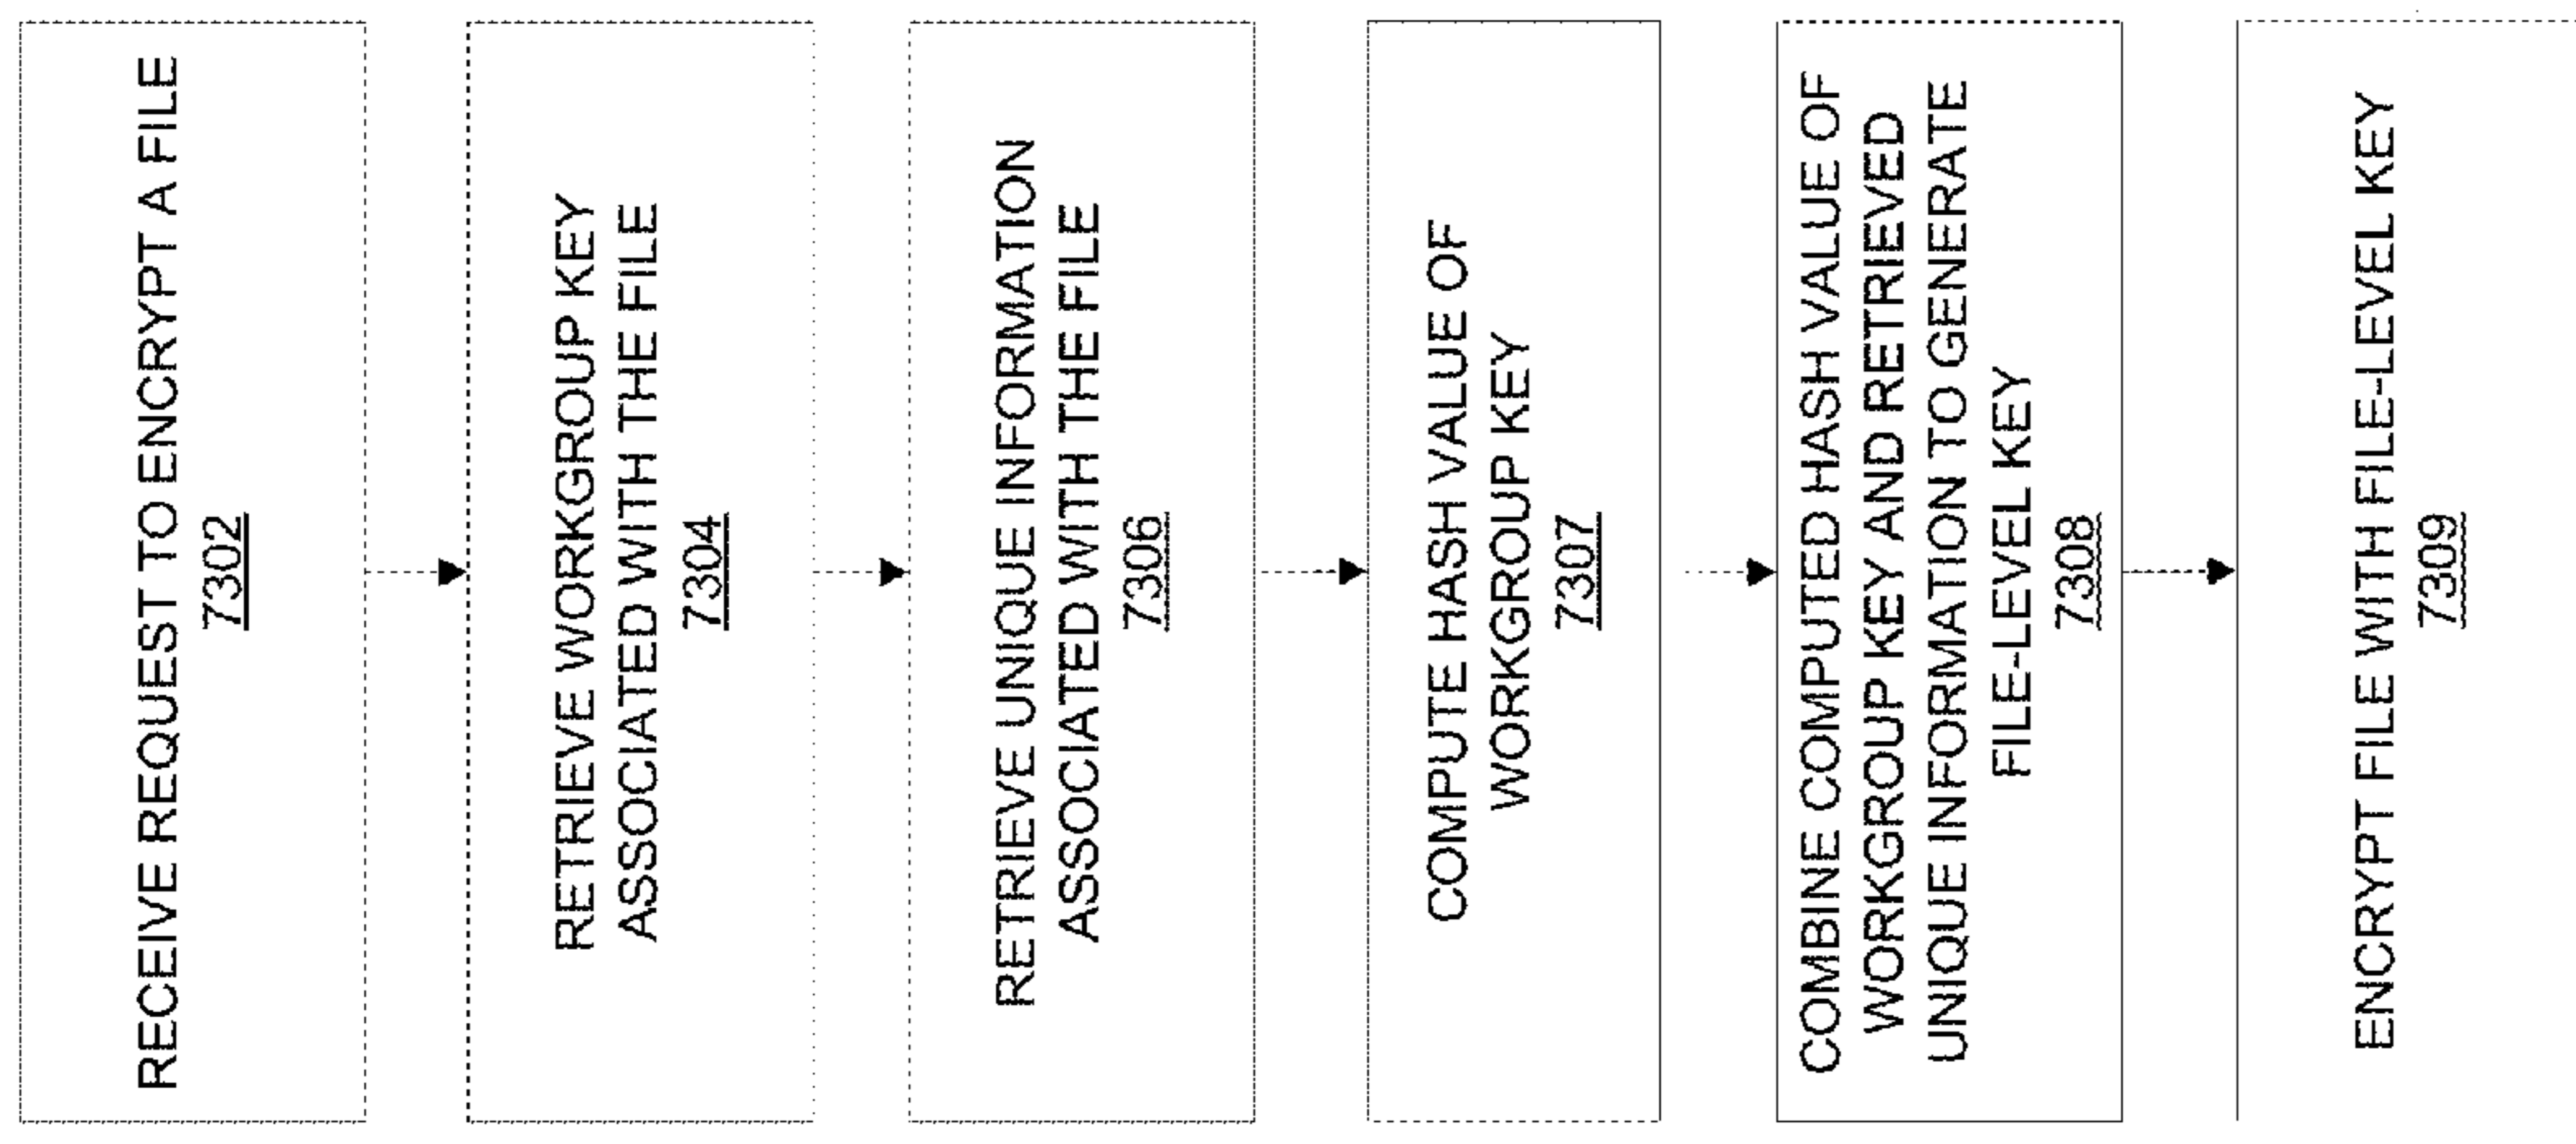 RECEIVE REQUEST TO ENCRYPT A FILE
7302
RETRIEVE WORKGROUP KEY
ASSOCIATED WITH THE FILE
7304
RETRIEVE UNIQUE INFORMATION
ASSOCIATED WITH THE FILE
7306
COMPUTE HASH VALUE OF
WORKGROUP KEY
7307
COMBINE COMPUTED HASH VALUE OF
WORKGROUP KEY AND RETRIEVED
UNIQUE INFORMATION TO GENERATE
FILE-LEVEL KEY
7308
ENCRYPT FILE WITH FILE-LEVEL KEY
7309